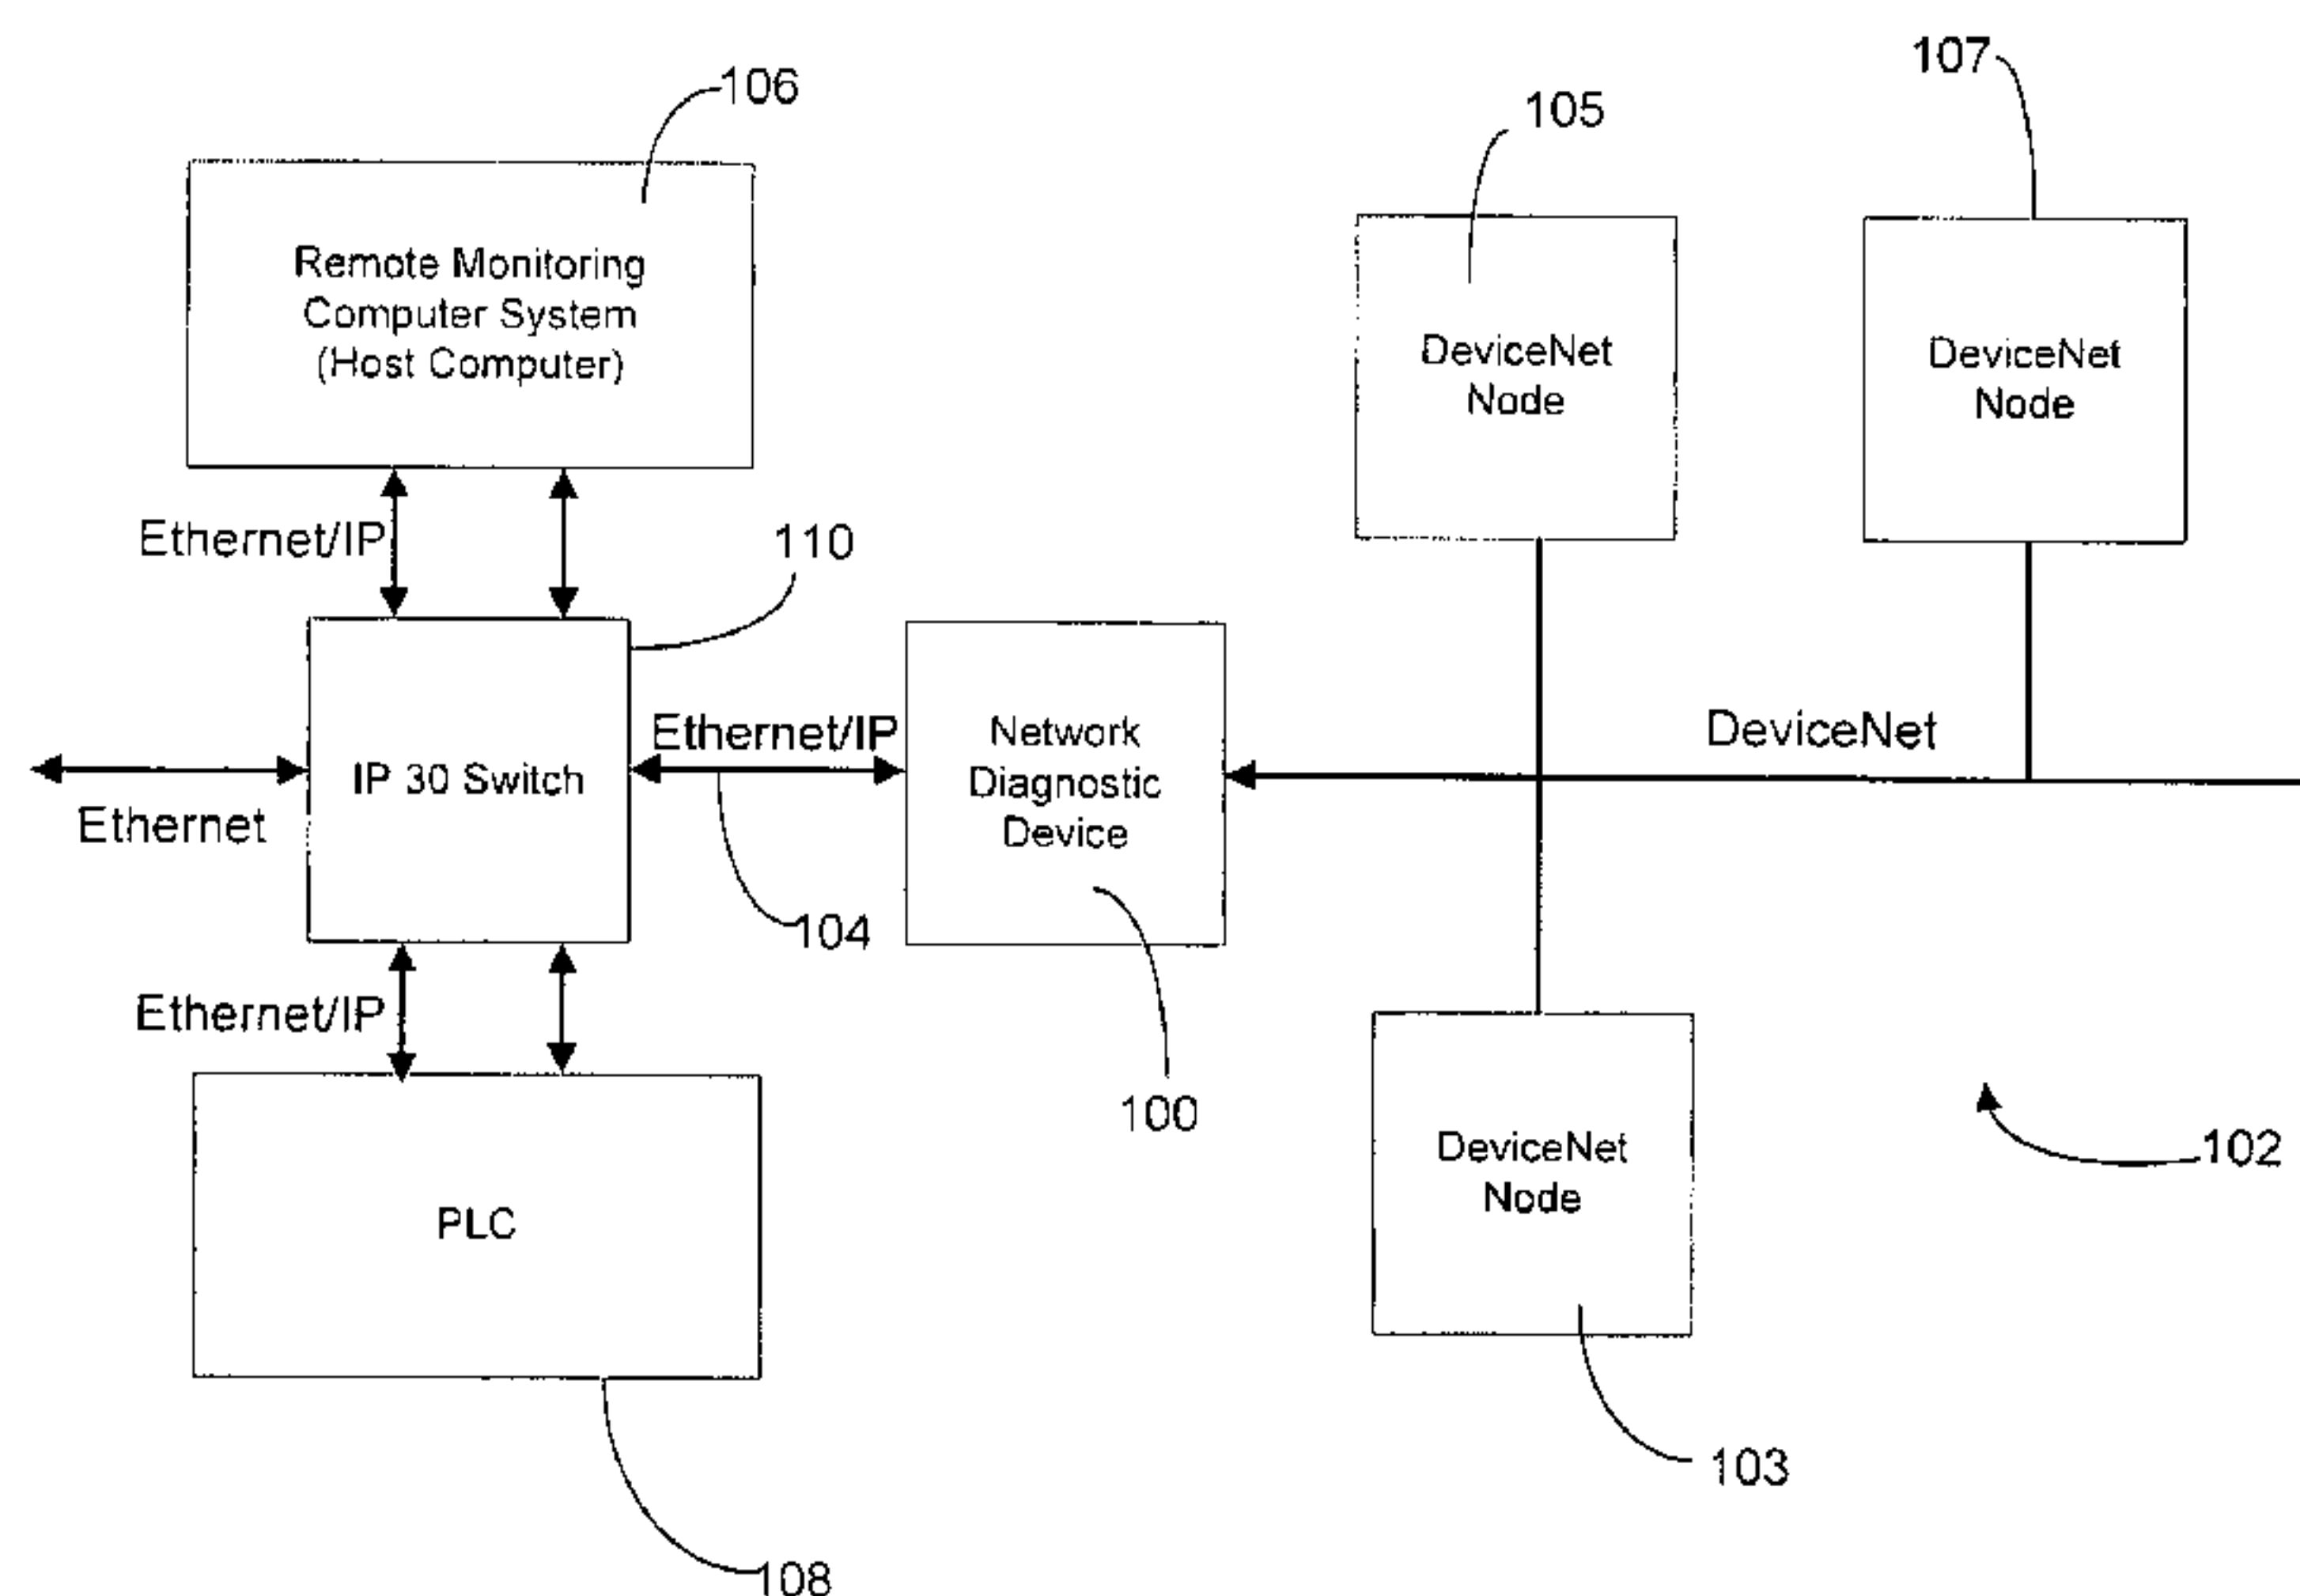 107
106
105
Remote Monitoring
Computer System
(Host Computer)
DeviceNet
Node
DeviceNet
Node
Ethernet/IP
110
Ethernet/IP
DeviceNet
Network
Diagnostic
Device
IP 30 Switch
Ethernet
104
Ethernet/IP
100
DeviceNet
Node
102
PLC
103
108